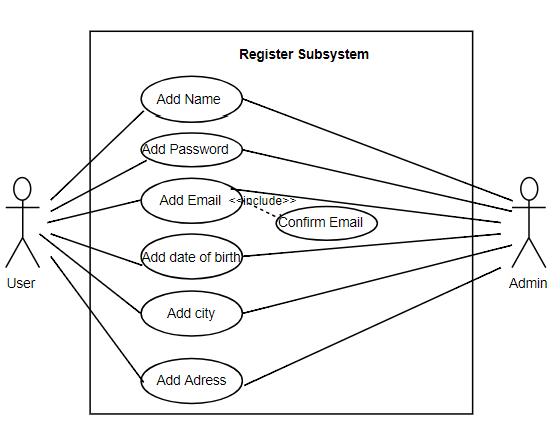 Register Subsystem
Add Name
Add Password
Add Email
<<include>>
Confirm Email
Add date of birth
Add city
Add Adress
User
Admin